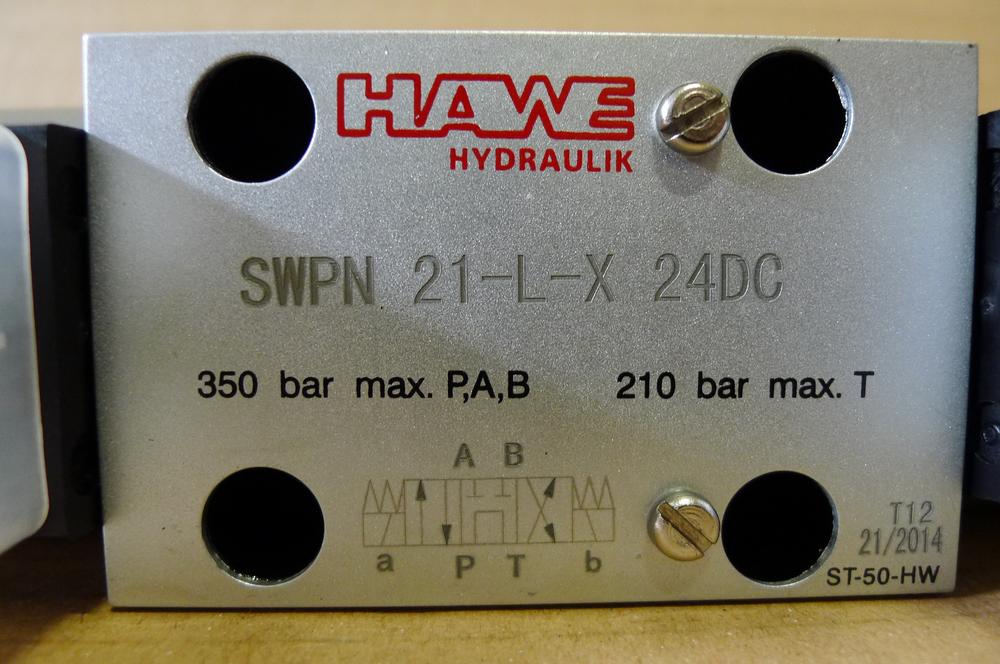 HAWE
HYDRAULIK
SWPN 21-L-X 24DC
350 bar max. P,A,B 210 bar max. T
A B
a P T b
T12
21/2014
ST-50-HW